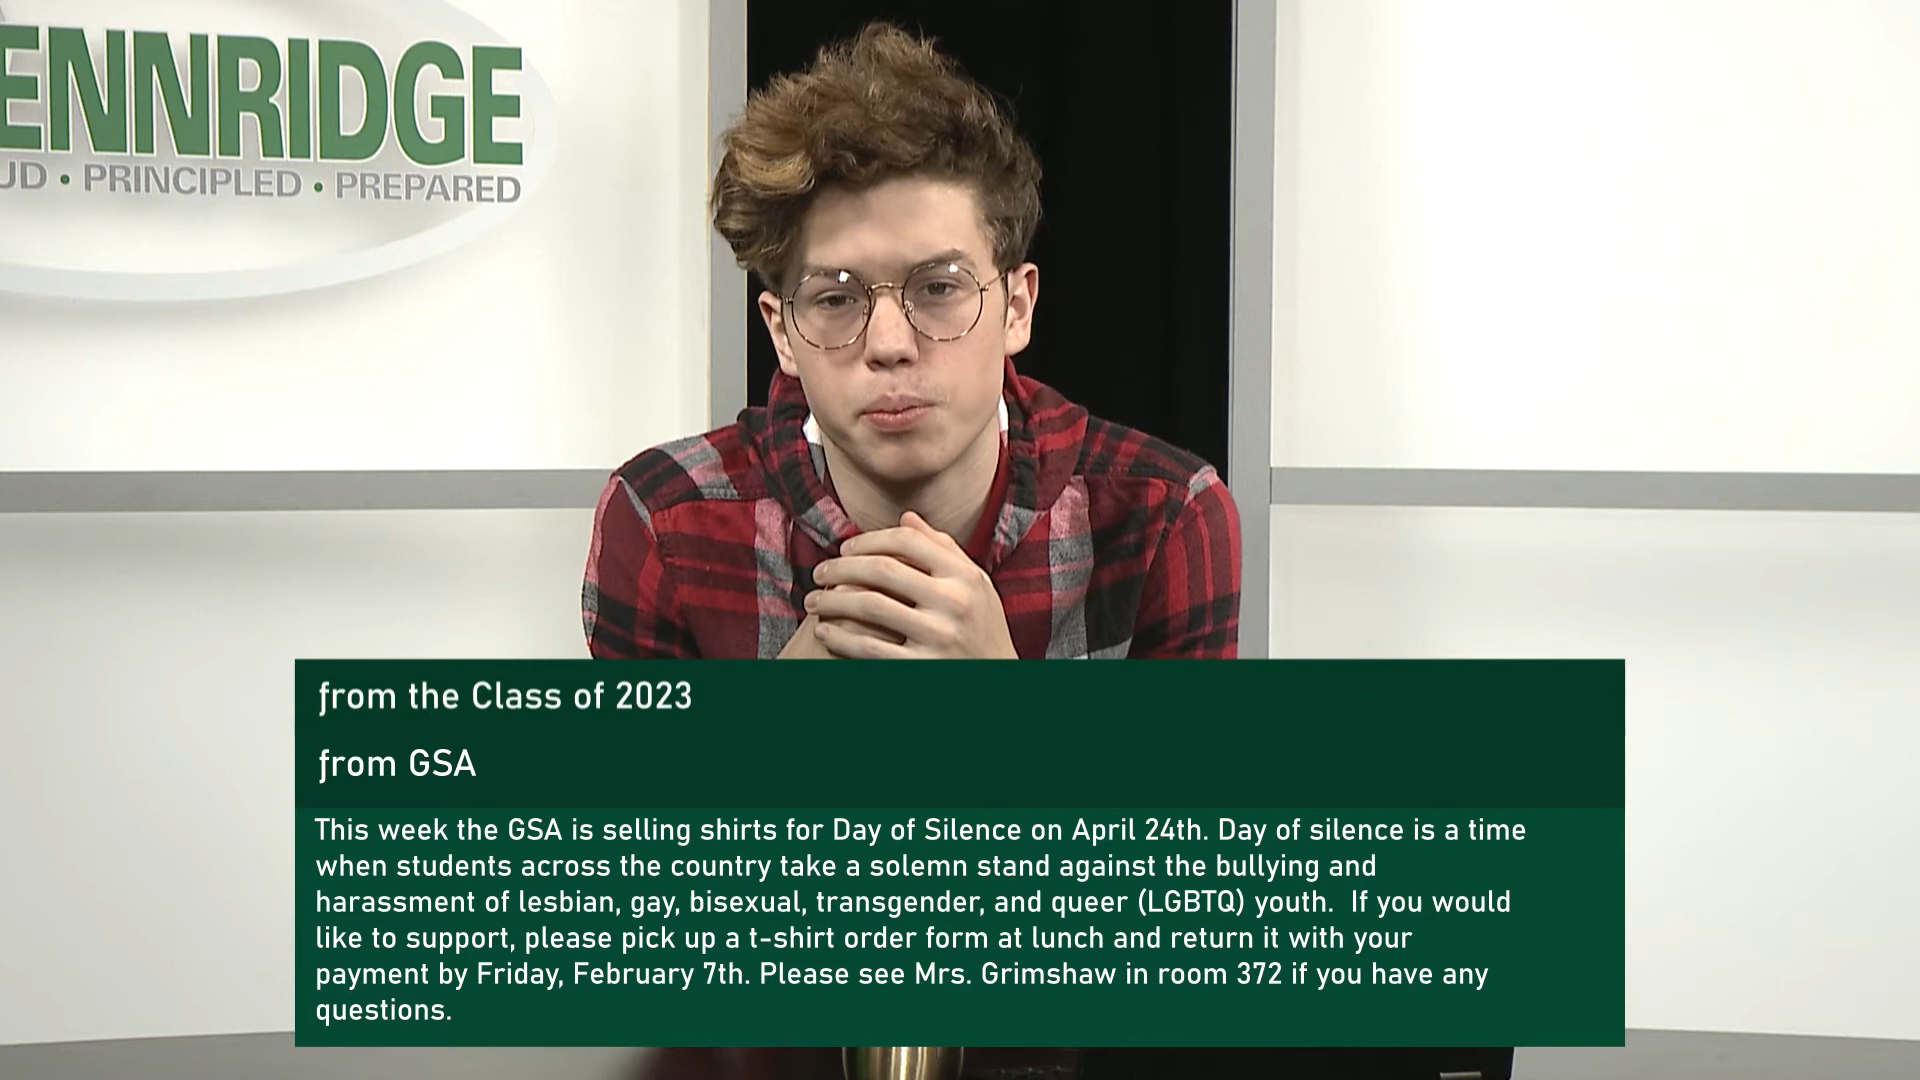 ENNRIDGE
UD • PRINCIPLED • PREPARED
from the Class of 2023
from GSA
This week the GSA is selling shirts for Day of Silence on April 24th. Day of silence is a time
when students across the country take a solemn stand against the bullying and
harassment of lesbian, gay, bisexual, transgender, and queer (LGBTQ) youth.  If you would
like to support, please pick up a t-shirt order form at lunch and return it with your
payment by Friday, February 7th. Please see Mrs. Grimshaw in room 372 if you have any
questions.